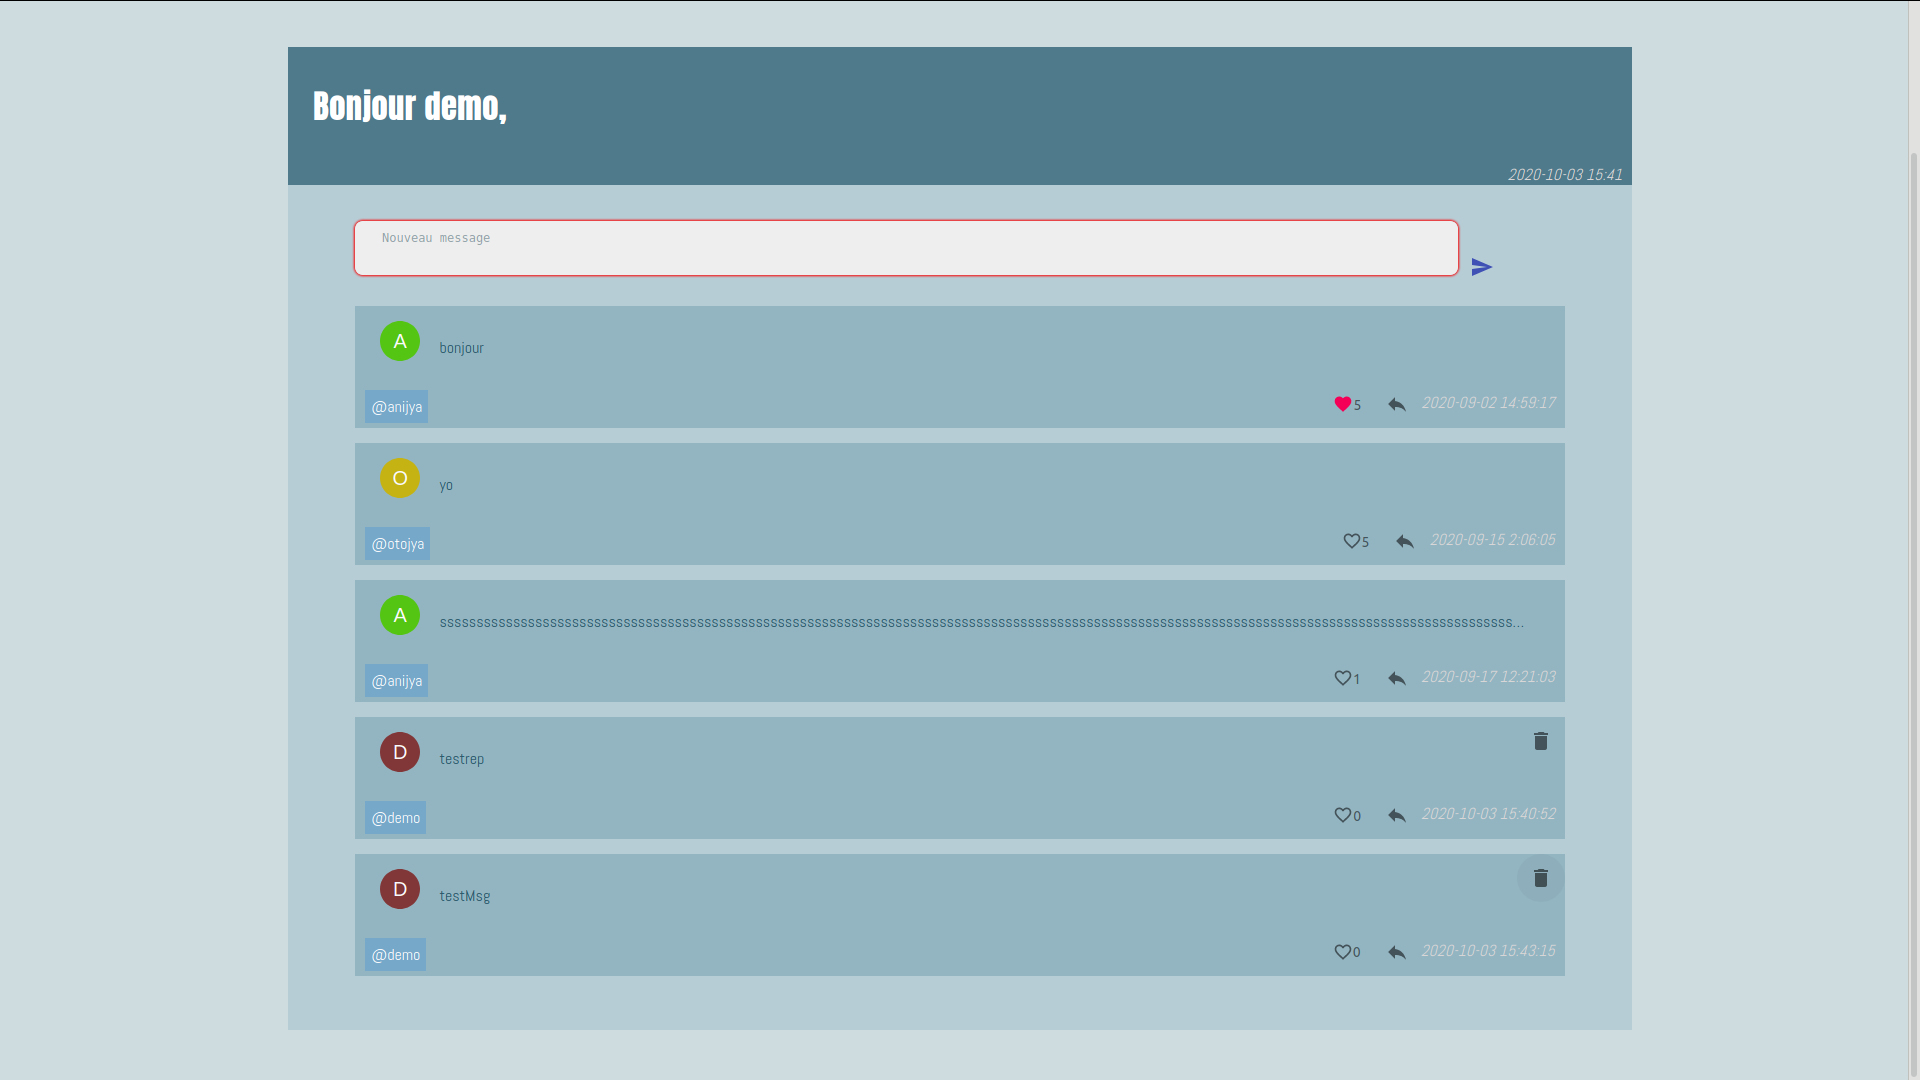 Bonjour demo,
2020-10-03 15:41
Nouveau message
A
bonjour
@anijya
5
2020-09-02 14:59:17
O
yo
@otojya
5
2020-09-15 2:06:05
A
@anijya
1
2020-09-17 12:21:03
D
testrep
@demo
0
2020-10-03 15:40:52
D
testMsg
@demo
0
2020-10-03 15:43:15